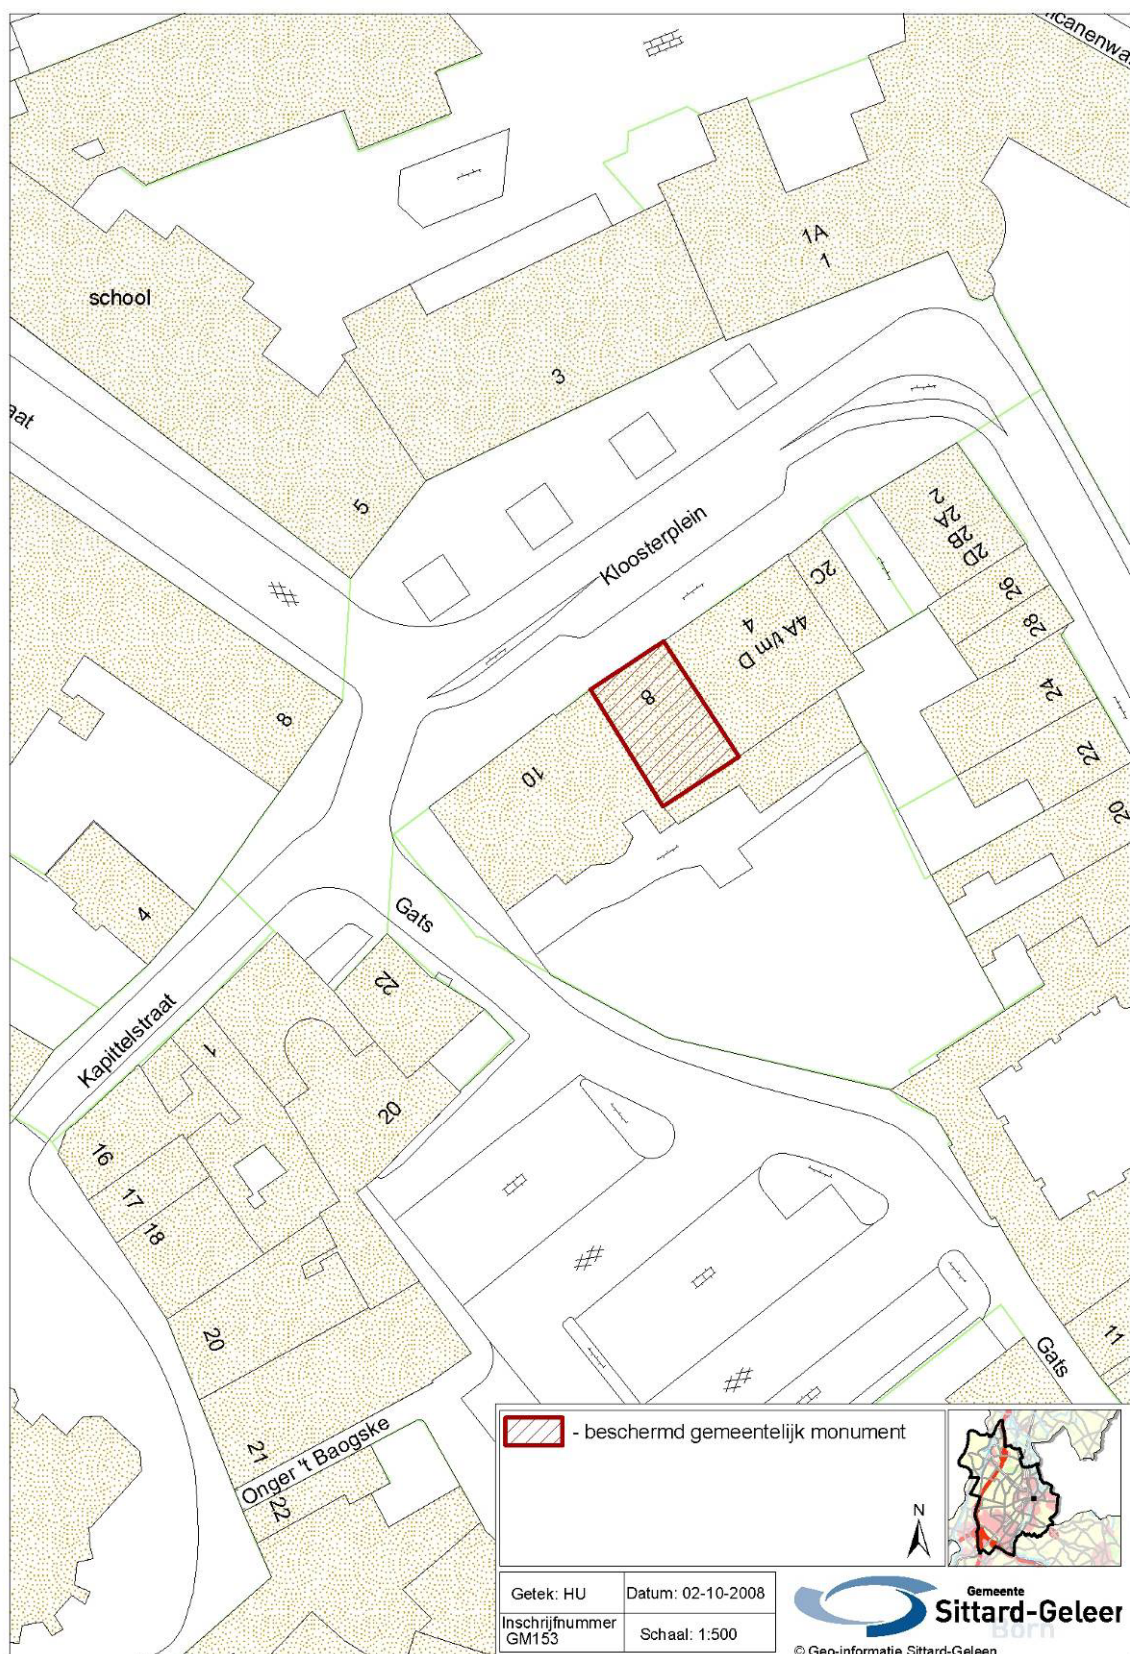 school
1A
1
3
5
Kloosterplein
2D 2B 2A 2
2C
26
28
4
4A t/m D
24
8
8
22
10
20
4
Gats
22
Kapittelstraat
1
20
16
17
18
20
11
Gats
21
Onger 't Baogske
22
- beschermd gemeentelijk monument
N
Getek: HU
Datum: 02-10-2008
Inschrijfnummer
GM153
Schaal: 1:500
Gemeente
Sittard-Geleen
Born
© Geo-informatie Sittard-Geleen